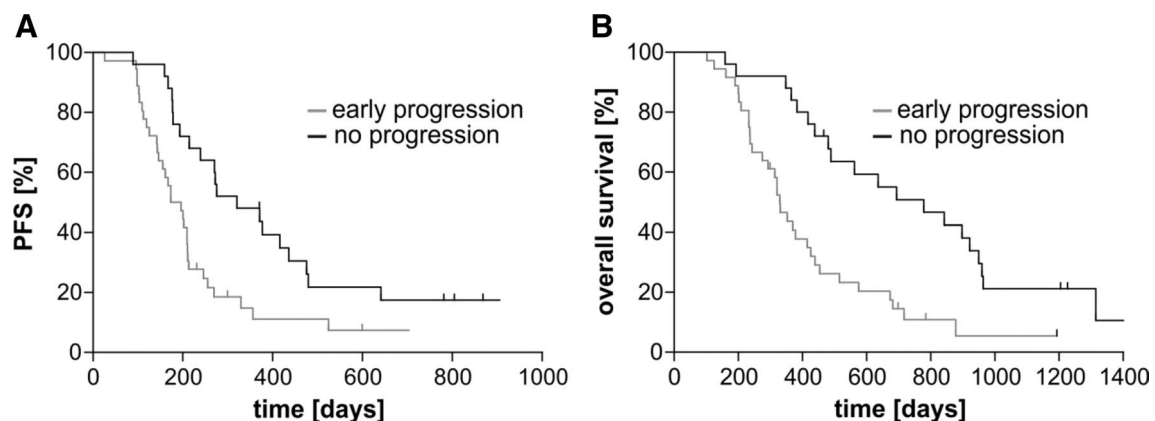 A
100
80
60
40
20
0
PFS [%]
early progression
no progression
0 200 400 600 800 1000
time [days]
B
100
80
60
40
20
0
overall survival [%]
early progression
no progression
0 200 400 600 800 1000 1200 1400
time [days]